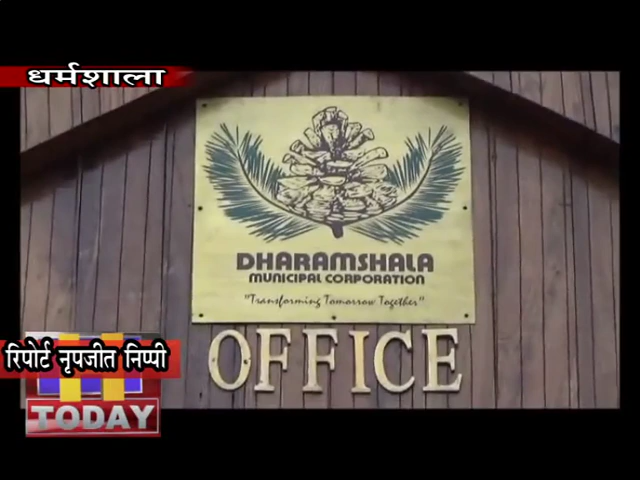 धर्मशाला
DHARAMSHALA
MUNICIPAL CORPORATION
"Transforming Tomorrow Together"
OFFICE
रिपोर्ट नृपजीत निप्पी
TODAY